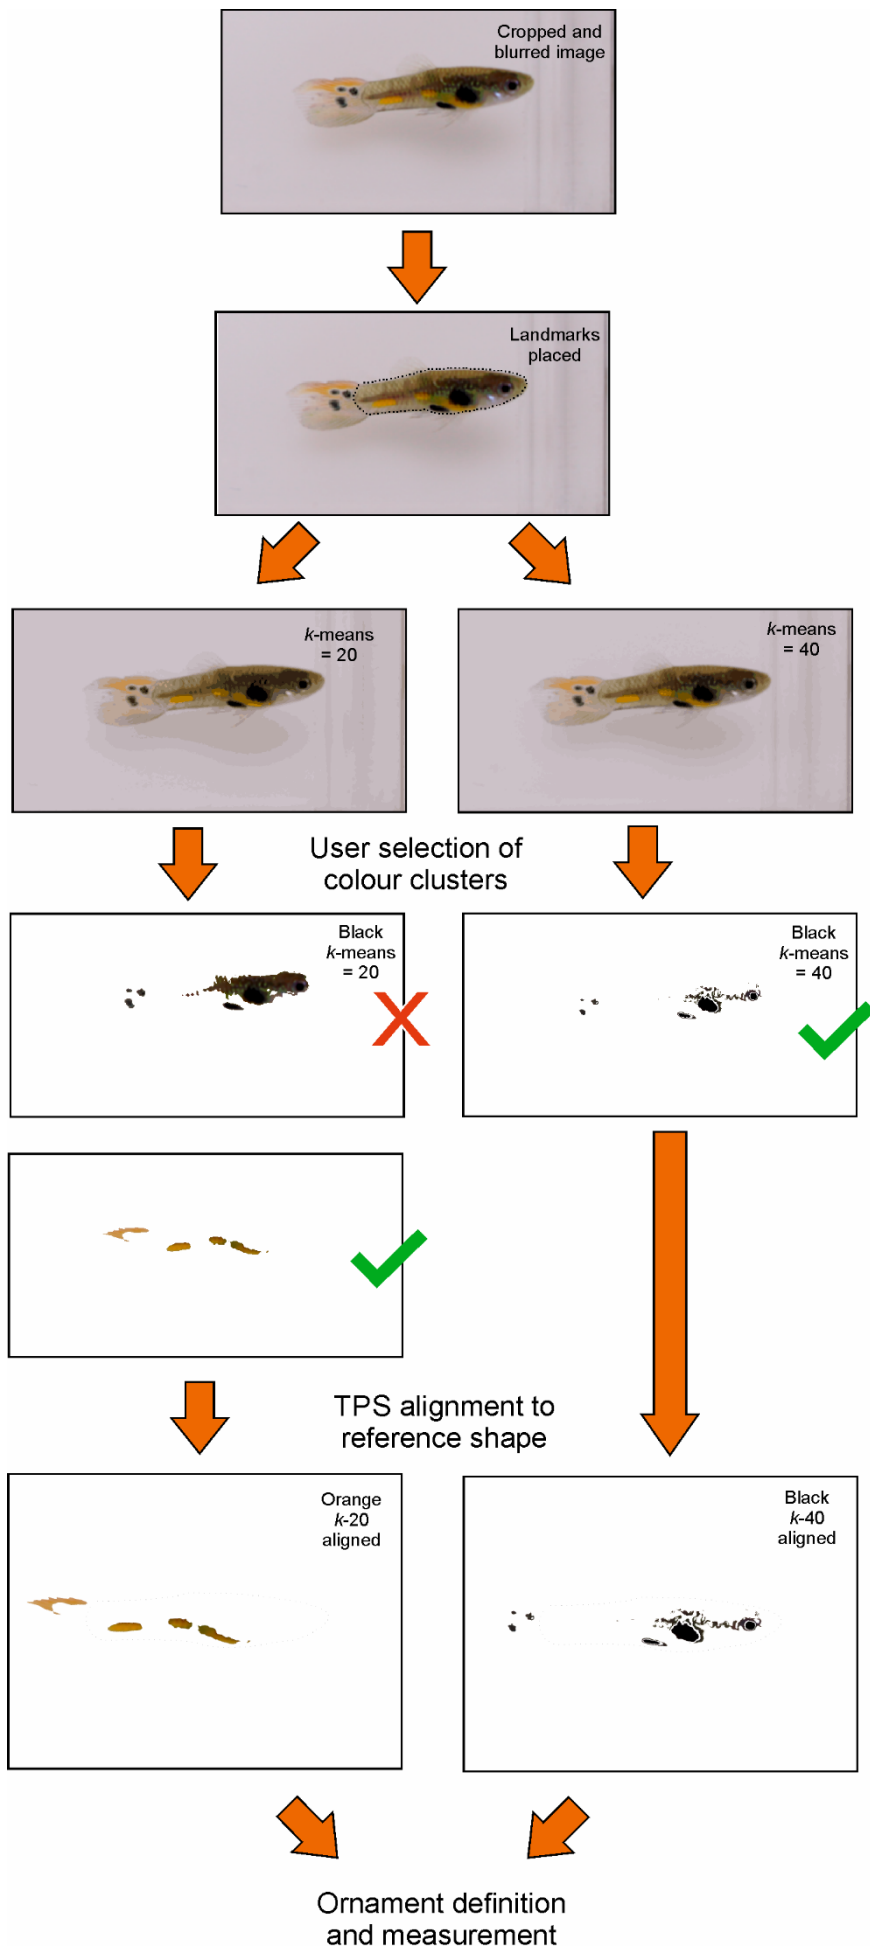 Cropped and
blurred image
Landmarks
placed
k-means
= 20
k-means
= 40
User selection of
colour clusters
Black
k-means
= 20
Black
k-means
= 40
TPS alignment to
reference shape
Orange
k-20
aligned
Black
k-40
aligned
Ornament definition
and measurement